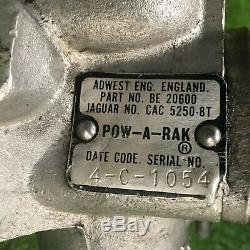 ADWEST ENG. ENGLAND.
PART NO. BE 20600
JAGUAR NO. CAC 5250-8T
POW-A-RAK
®
DATE CODE. SERIAL-NO.
4-C-1054